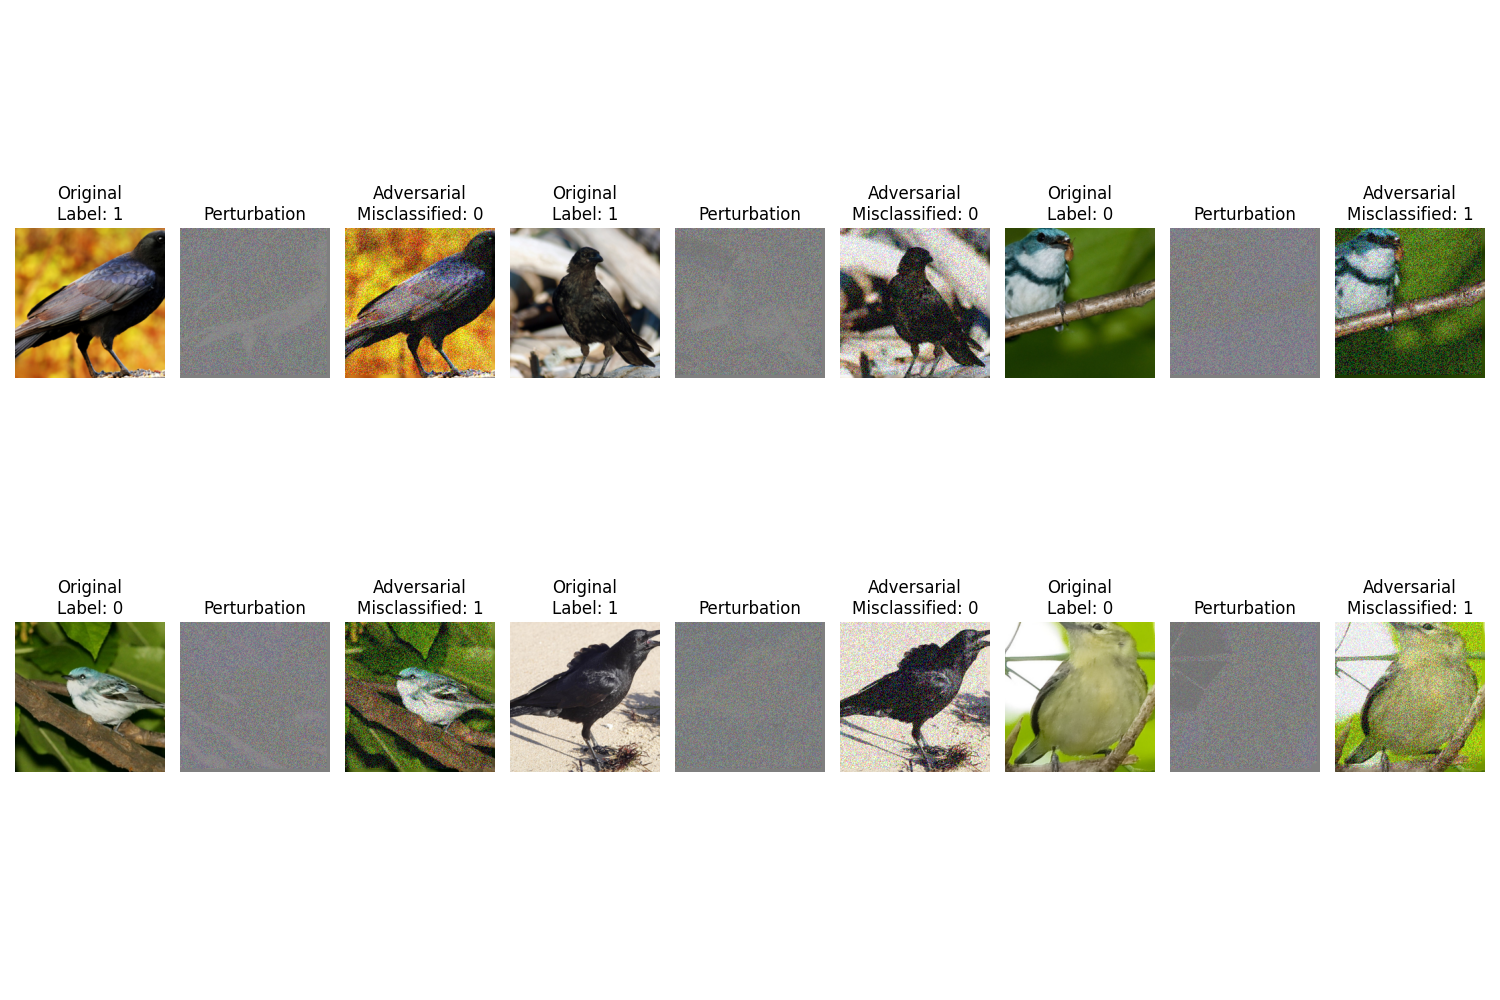 Original
Label: 1
Perturbation
Adversarial
Misclassified: 0
Original
Label: 1
Perturbation
Adversarial
Misclassified: 0
Original
Label: 0
Perturbation
Adversarial
Misclassified: 1
Original
Label: 0
Perturbation
Adversarial
Misclassified: 1
Original
Label: 1
Perturbation
Adversarial
Misclassified: 0
Original
Label: 0
Perturbation
Adversarial
Misclassified: 1